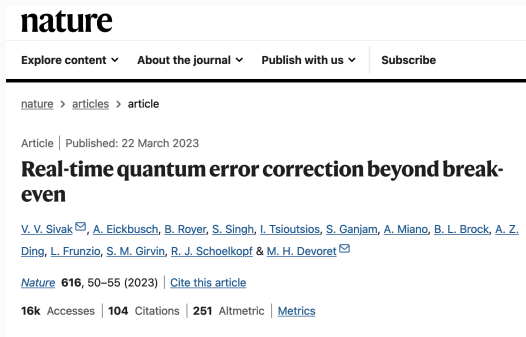 nature
Explore content About the journal Publish with us Subscribe
nature > articles > article
Article | Published: 22 March 2023
Real-time quantum error correction beyond break-
even
V. V. Sivak, A. Eickbusch, B. Royer, S. Singh, I. Tsioutsios, S. Ganjam, A. Miano, B. L. Brock, A. Z.
Ding, L. Frunzio, S. M. Girvin, R. J. Schoelkopf & M. H. Devoret
Nature 616, 50–55 (2023) | Cite this article
16k Accesses | 104 Citations | 251 Altmetric | Metrics